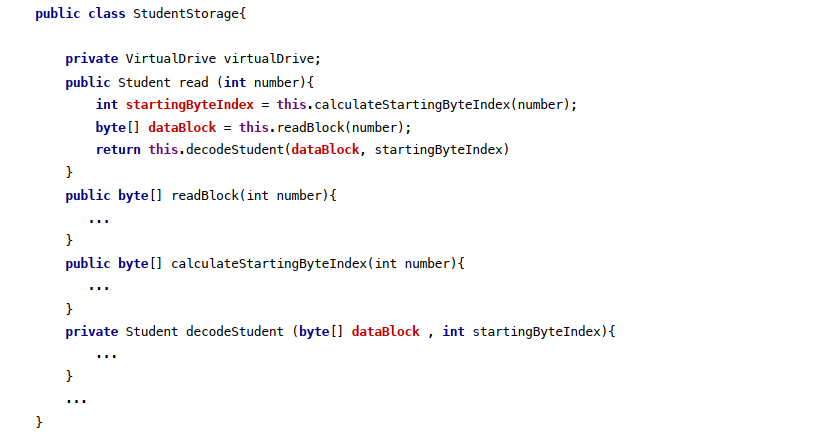 public class StudentStorage{
private VirtualDrive virtualDrive;
public Student read (int number){
int startingByteIndex = this.calculateStartingByteIndex(number);
byte[] dataBlock = this.readBlock(number);
return this.decodeStudent(dataBlock, startingByteIndex)
}
public byte[] readBlock(int number){
...
}
public byte[] calculateStartingByteIndex(int number){
...
}
private Student decodeStudent (byte[] dataBlock , int startingByteIndex){
...
}
...
}